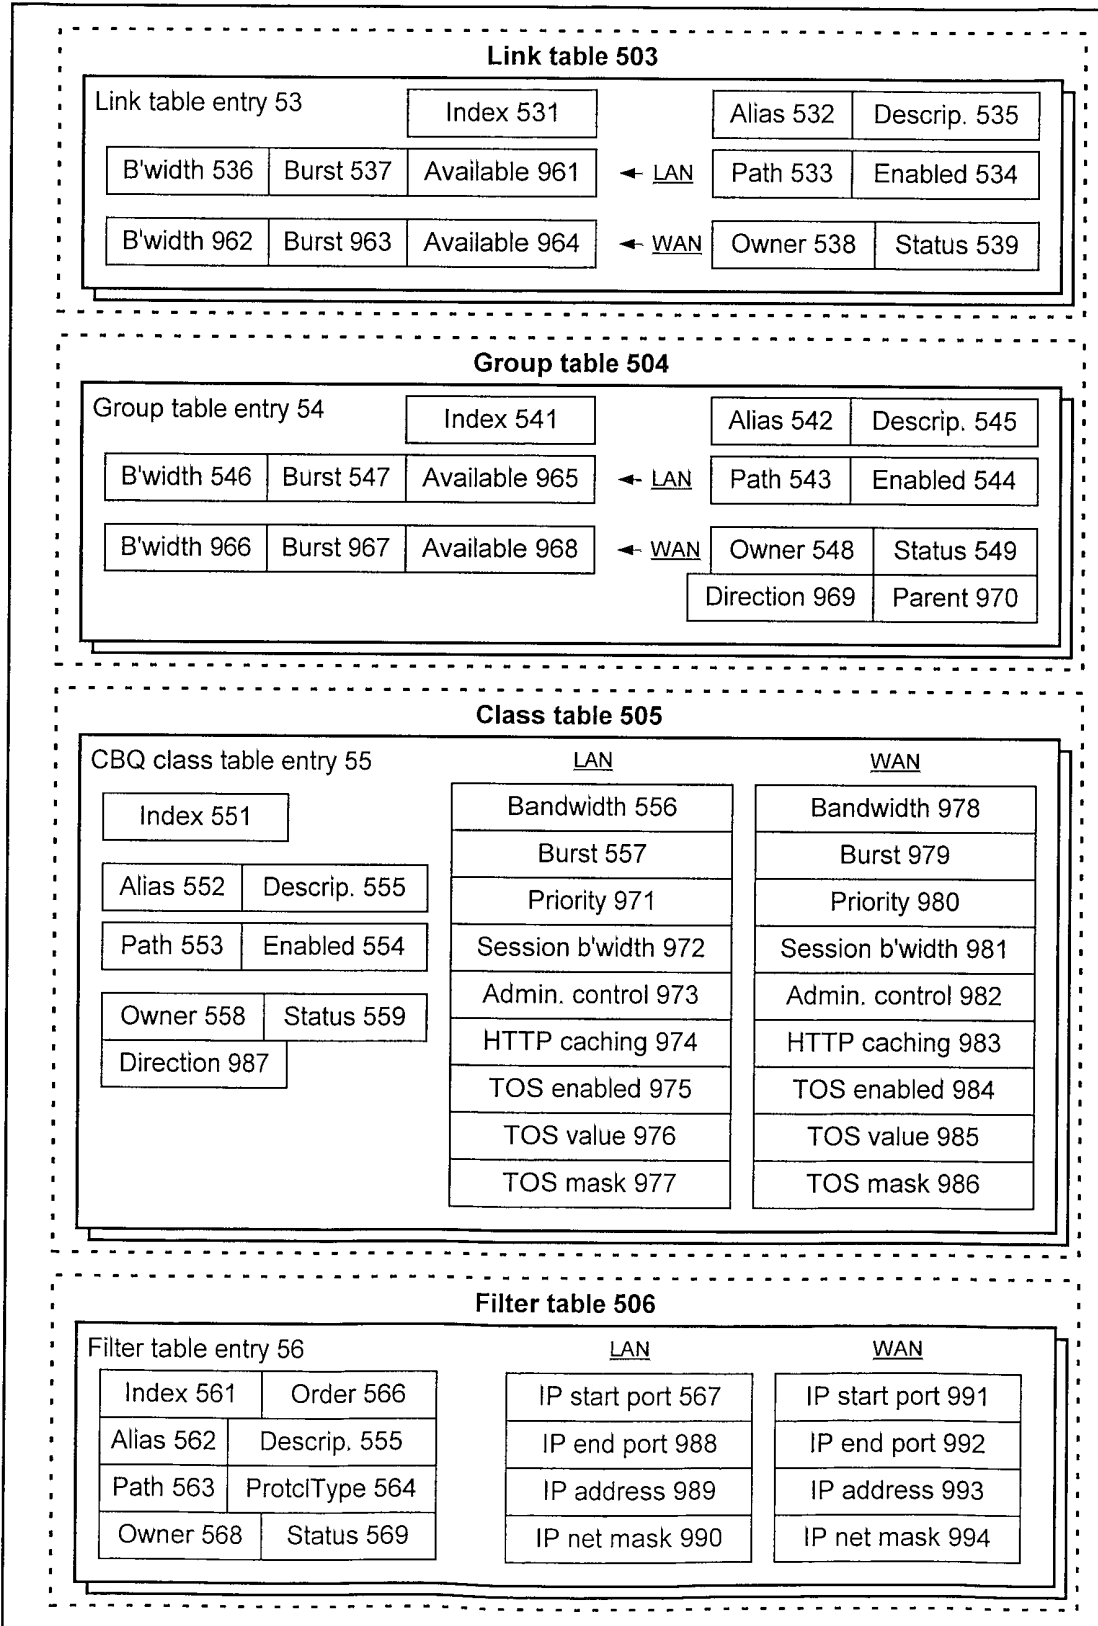 Link table 503
Link table entry 53 Index 531 Alias 532 Descrip. 535
B'width 536 Burst 537 Available 961 LAN Path 533 Enabled 534
B'width 962 Burst 963 Available 964 WAN Owner 538 Status 539
Group table 504
Group table entry 54 Index 541 Alias 542 Descrip. 545
B'width 546 Burst 547 Available 965 LAN Path 543 Enabled 544
B'width 966 Burst 967 Available 968 WAN Owner 548 Status 549
Direction 969 Parent 970
Class table 505
CBQ class table entry 55
Index 551
Alias 552 Descrip. 555
Path 553 Enabled 554
Owner 558 Status 559
Direction 987
LAN
Bandwidth 556
Burst 557
Priority 971
Session b'width 972
Admin. control 973
HTTP caching 974
TOS enabled 975
TOS value 976
TOS mask 977
WAN
Bandwidth 978
Burst 979
Priority 980
Session b'width 981
Admin. control 982
HTTP caching 983
TOS enabled 984
TOS value 985
TOS mask 986
Filter table 506
Filter table entry 56
Index 561 Order 566
Alias 562 Descrip. 555
Path 563 ProtclType 564
Owner 568 Status 569
LAN
IP start port 567
IP end port 988
IP address 989
IP net mask 990
WAN
IP start port 991
IP end port 992
IP address 993
IP net mask 994